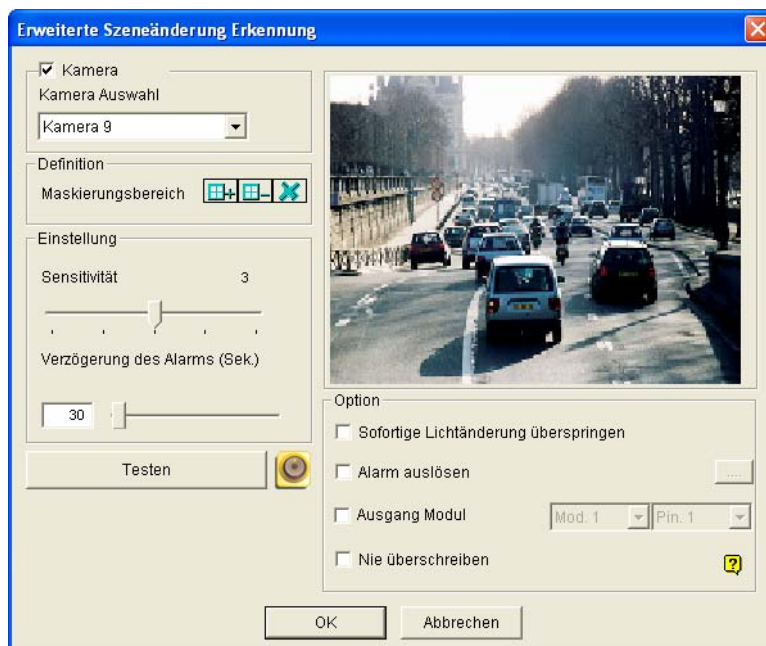 Erweiterte Szeneänderung Erkennung
Kamera
Kamera Auswahl
Kamera 9
Definition
Maskierungsbereich
Einstellung
Sensitivität 3
Verzögerung des Alarms (Sek.)
30
Testen
Option
Sofortige Lichtänderung überspringen
Alarm auslösen ....
Ausgang Modul Mod. 1 Pin. 1
Nie überschreiben
OK Abbrechen